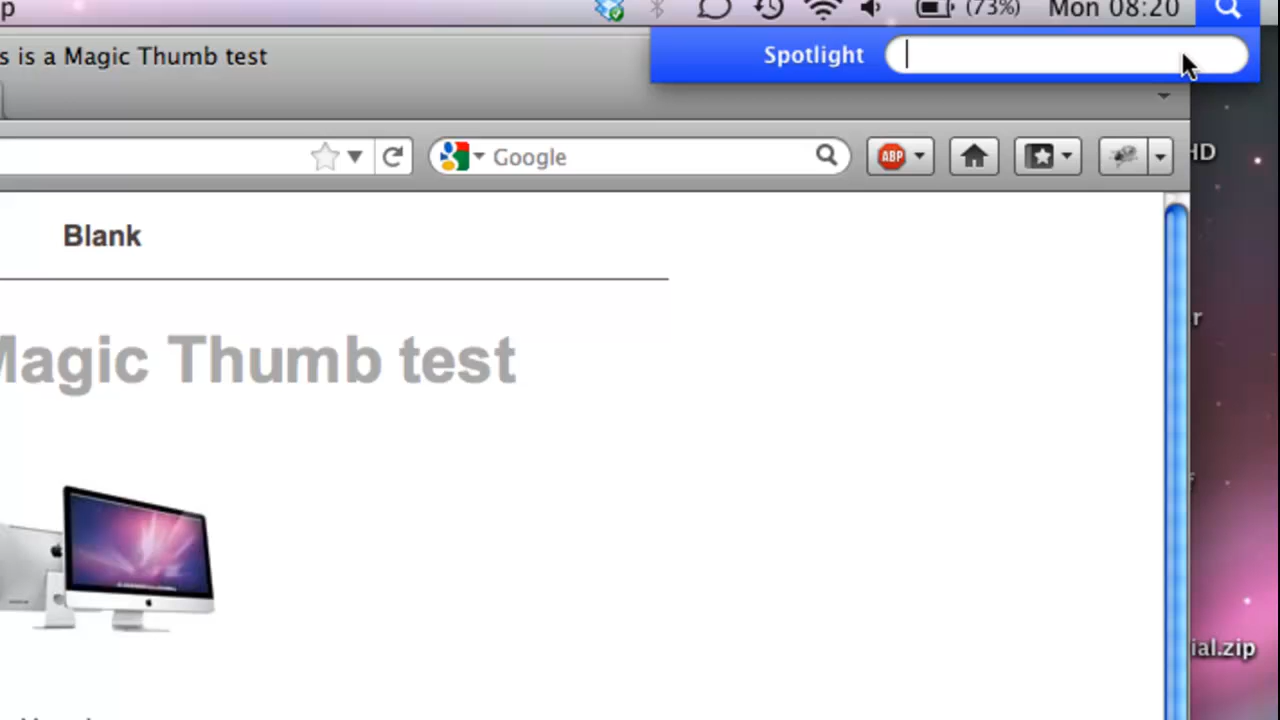 p
(73%) Mon 08:20
s is a Magic Thumb test
Spotlight
Google
ABP
HD
Blank
r
Magic Thumb test
f
ial.zip